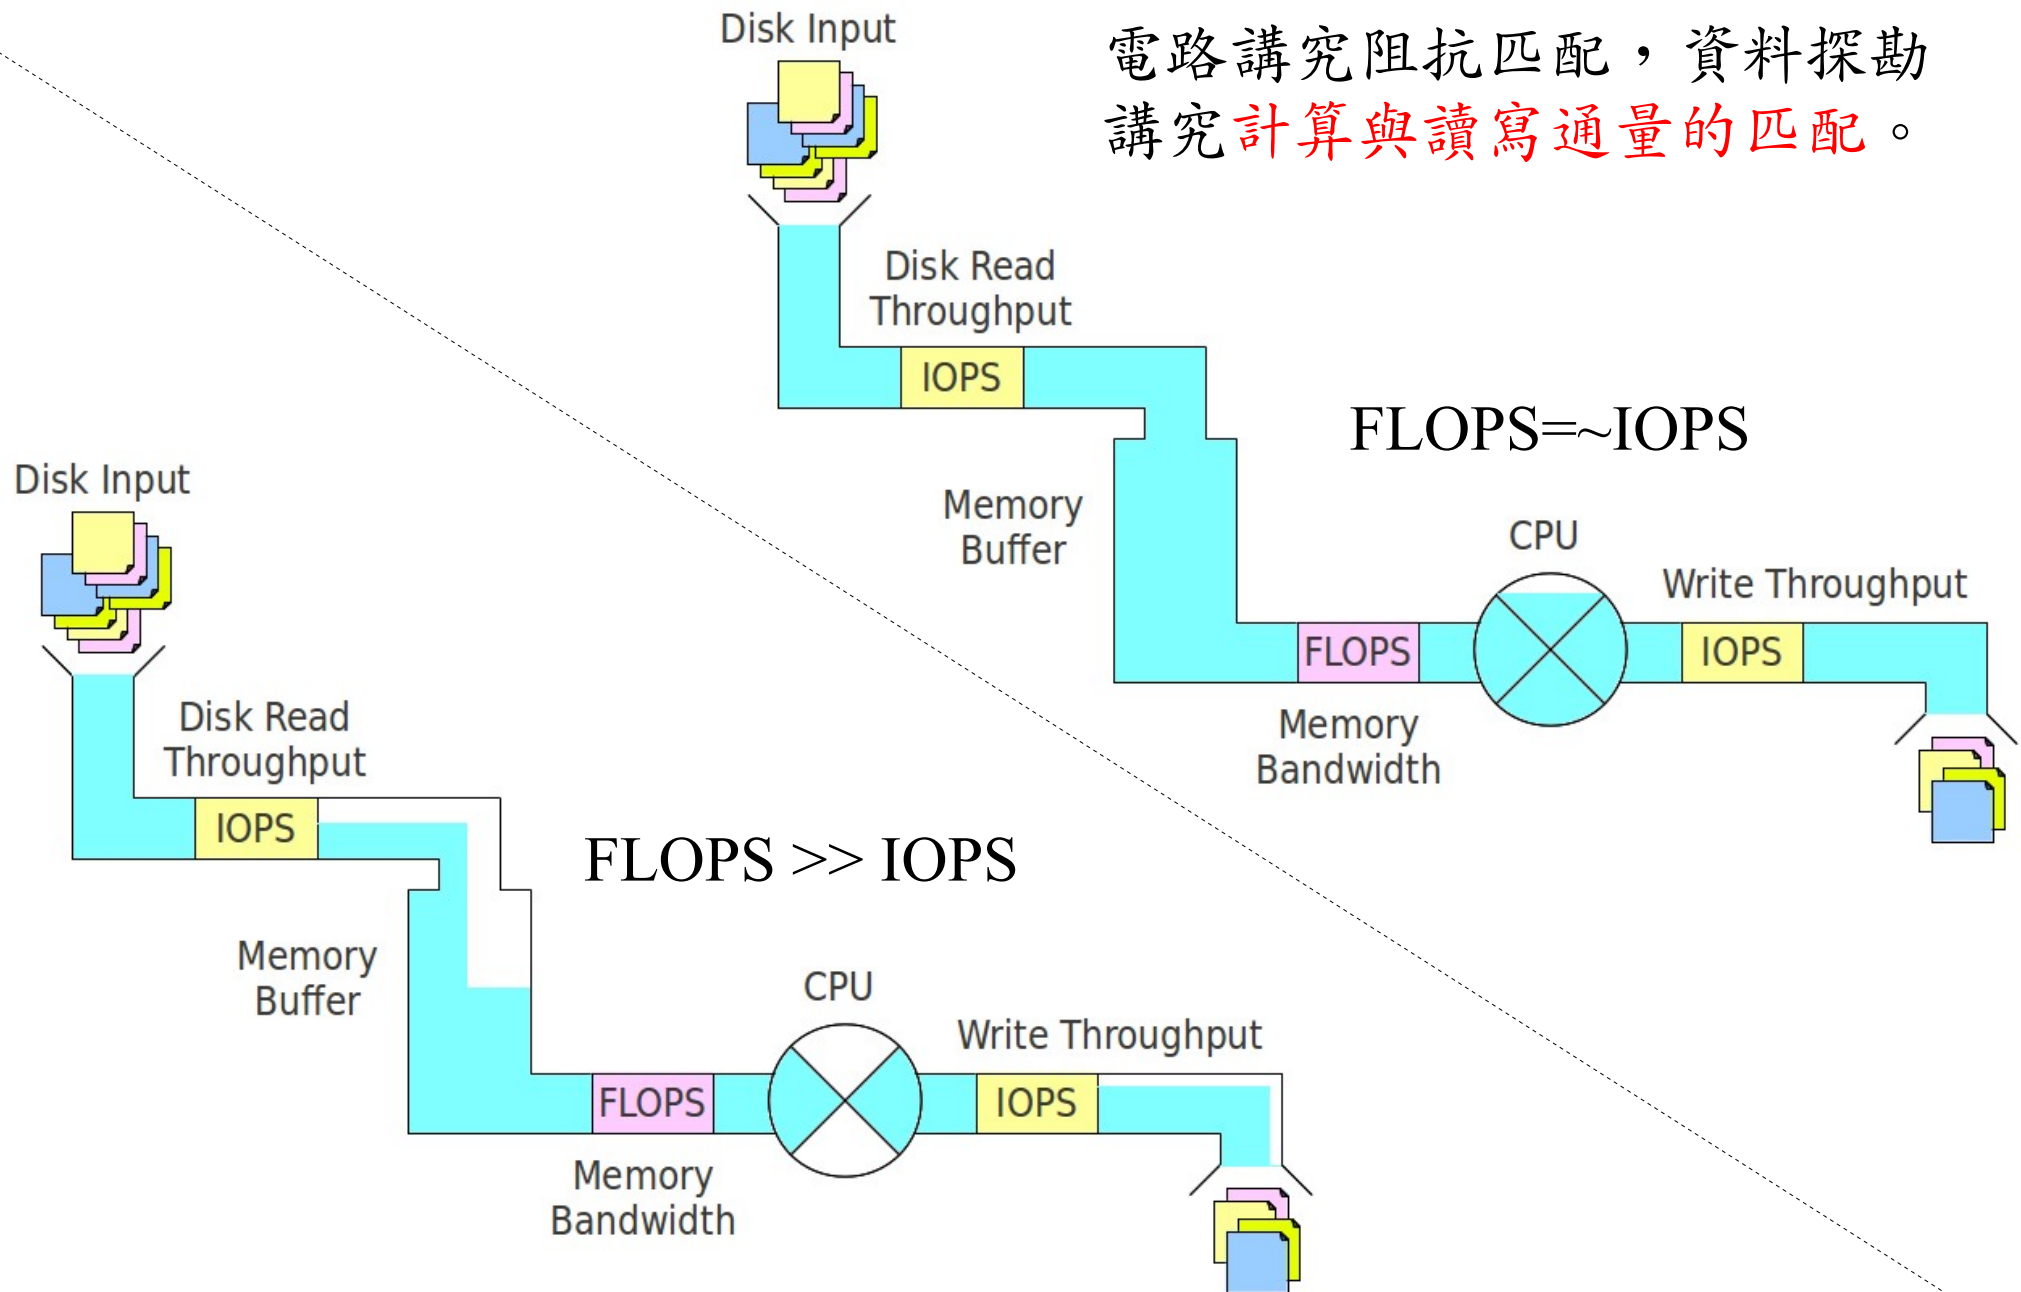 電路講究阻抗匹配，資料探勘
講究計算與讀寫通量的匹配。
Disk Input
Disk Read
Throughput
IOPS
FLOPS=~IOPS
Memory
Buffer
CPU
Write Throughput
FLOPS
IOPS
Memory
Bandwidth
Disk Input
Disk Read
Throughput
IOPS
FLOPS >> IOPS
Memory
Buffer
CPU
Write Throughput
FLOPS
IOPS
Memory
Bandwidth